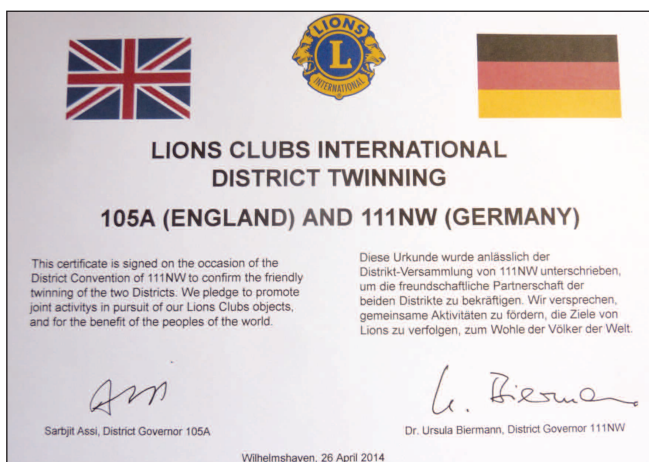 LIONS
L
INTERNATIONAL
LIONS CLUBS INTERNATIONAL
DISTRICT TWINNING
105A (ENGLAND) AND 111NW (GERMANY)
This certificate is signed on the occasion of the
District Convention of 111NW to confirm the friendly
twinning of the two Districts. We pledge to promote
joint activitys in pursuit of our Lions Clubs objects,
and for the benefit of the peoples of the world.
Diese Urkunde wurde anlässlich der
Distrikt-Versammlung von 111NW unterschrieben,
um die freundschaftliche Partnerschaft der
beiden Distrikte zu bekräftigen. Wir versprechen,
gemeinsame Aktivitäten zu fördern, die Ziele von
Lions zu verfolgen, zum Wohle der Völker der Welt.
U. Biermann
Sarbjit Assi, District Governor 105A
Dr. Ursula Biermann, District Governor 111NW
Wilhelmshaven, 26 April 2014